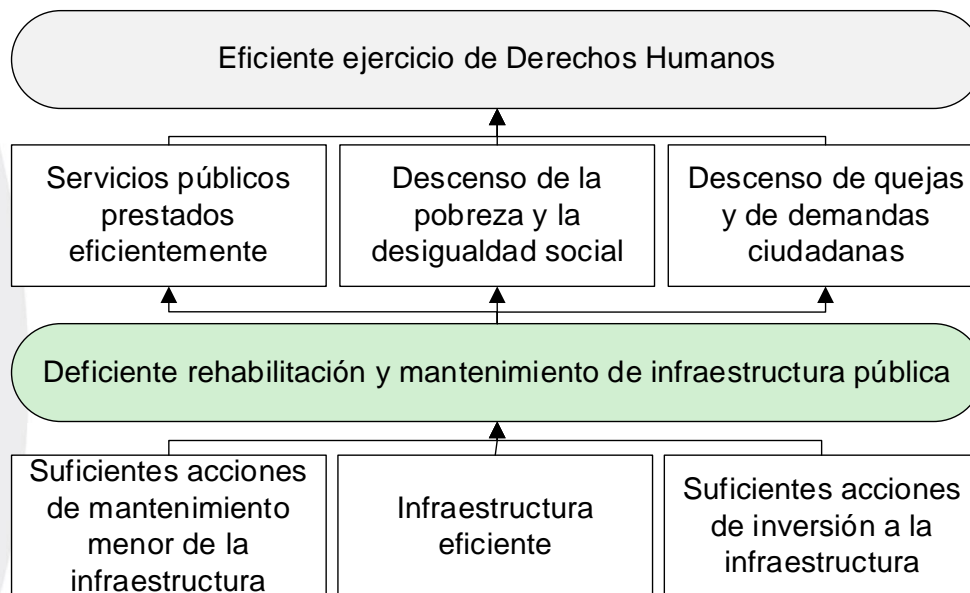 Eficiente ejercicio de Derechos Humanos
Servicios públicos
prestados
eficientemente
Descenso de la
pobreza y la
desigualdad social
Descenso de quejas
y de demandas
ciudadanas
Deficiente rehabilitación y mantenimiento de infraestructura pública
Suficientes acciones
de mantenimiento
menor de la
infraestructura
Infraestructura
eficiente
Suficientes acciones
de inversión a la
infraestructura